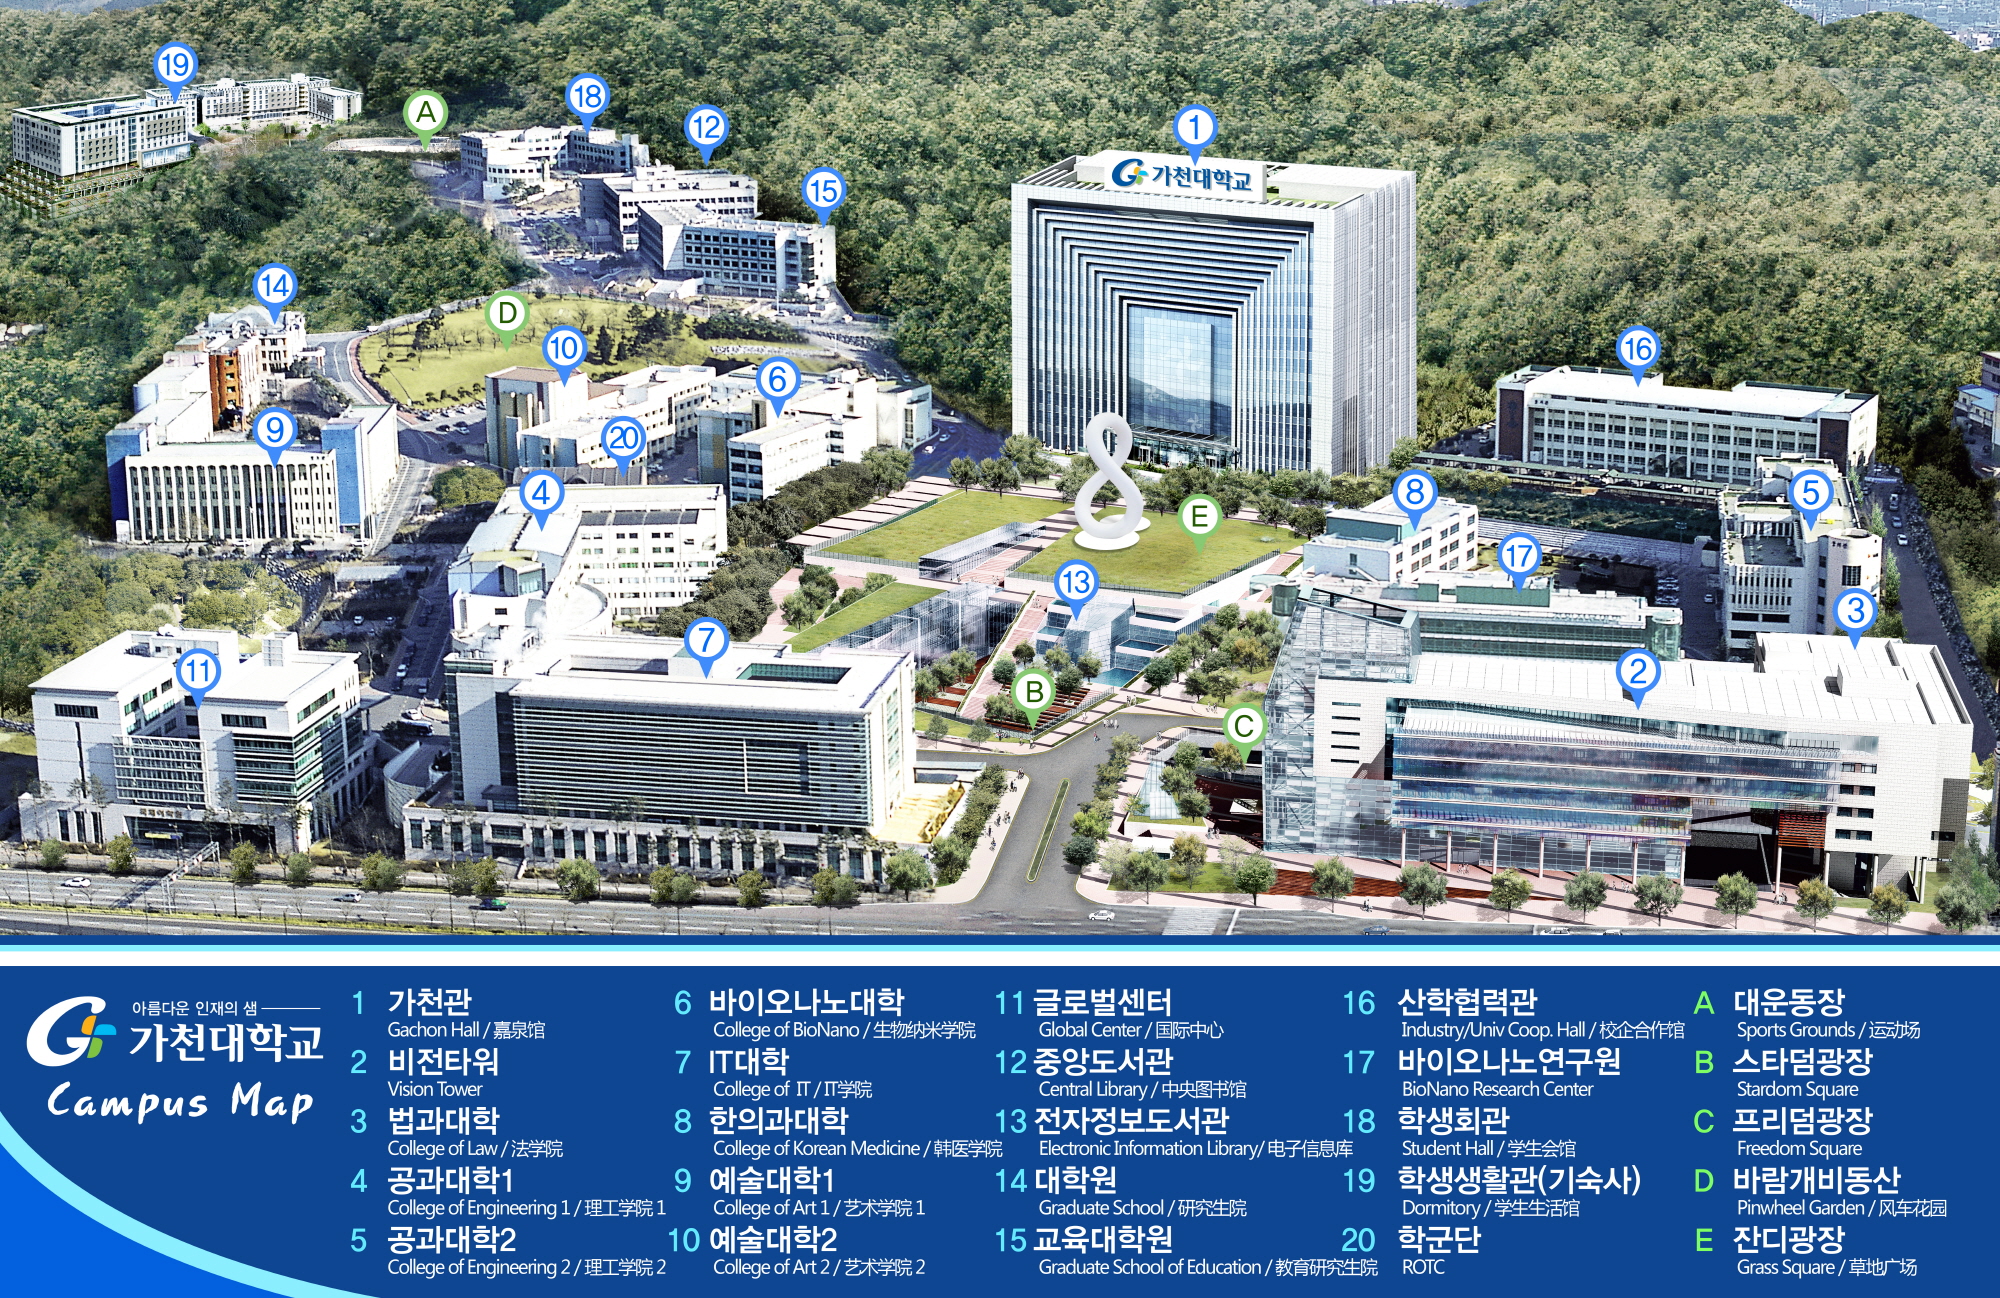 19
A
18
12
1
15
가천대학교
14
D
10
16
6
9
20
4
8
5
E
17
13
3
7
11
2
B
C
아름다운 인재의 샘
가천대학교
Campus Map
1 가천관
Gachon Hall / 嘉泉馆
2 비전타워
Vision Tower
3 법과대학
College of Law / 法学院
4 공과대학1
College of Engineering 1 / 理工学院 1
5 공과대학2
College of Engineering 2 / 理工学院 2
6 바이오나노대학
College of BioNano / 生物纳米学院
7 IT대학
College of IT / IT学院
8 한의과대학
College of Korean Medicine / 韩医学院
9 예술대학1
College of Art 1 / 艺术学院 1
10 예술대학2
College of Art 2 / 艺术学院 2
11 글로벌센터
Global Center / 国际中心
12 중앙도서관
Central Library / 中央图书馆
13 전자정보도서관
Electronic Information Library/ 电子信息库
14 대학원
Graduate School / 研究生院
15 교육대학원
Graduate School of Education / 教育研究生院
16 산학협력관
Industry/Univ Coop. Hall / 校企合作馆
17 바이오나노연구원
BioNano Research Center
18 학생회관
Student Hall / 学生会馆
19 학생생활관(기숙사)
Dormitory / 学生生活馆
20 학군단
ROTC
A 대운동장
Sports Grounds / 运动场
B 스타덤광장
Stardom Square
C 프리덤광장
Freedom Square
D 바람개비동산
Pinwheel Garden / 风车花园
E 잔디광장
Grass Square / 草地广场